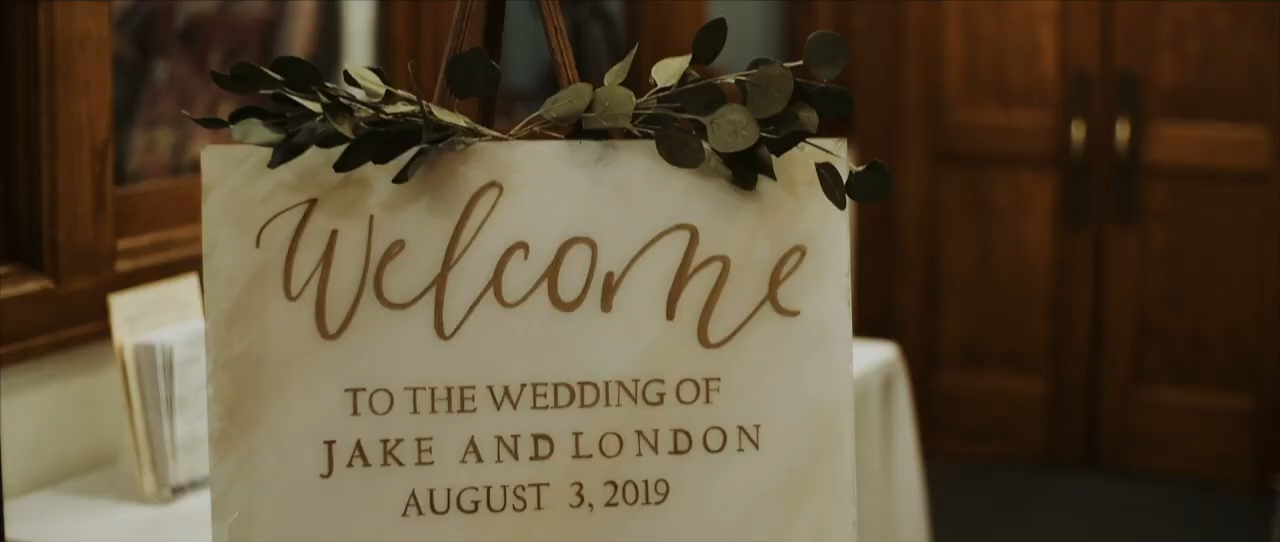 Welcome
TO THE WEDDING OF
JAKE AND LONDON
AUGUST 3, 2019